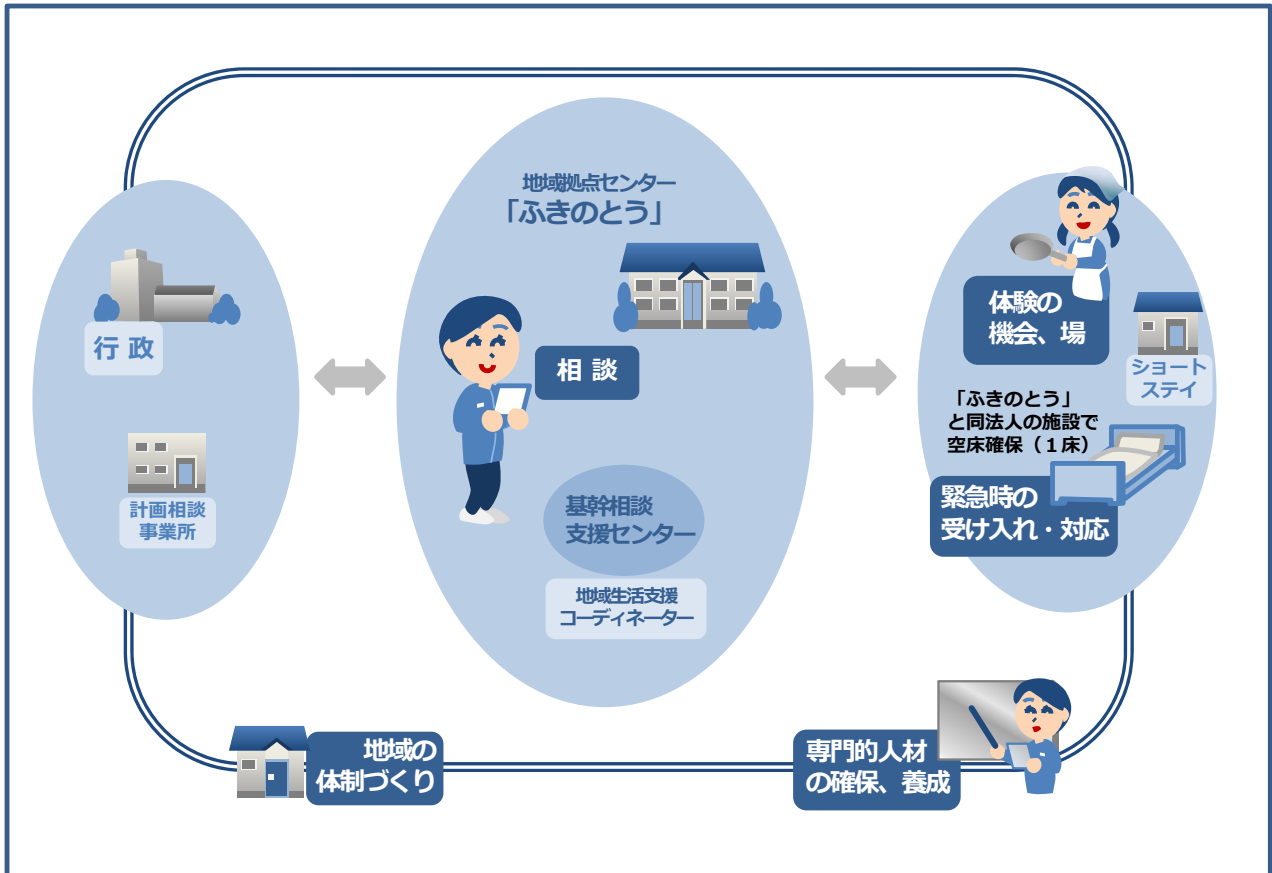 地域拠点センター
「ふきのとう」
行 政
計画相談
事業所
相 談
基幹相談
支援センター
地域生活支援
コーディネーター
体験の
機会、場
ショート
ステイ
「ふきのとう」
と同法人の施設で
空床確保（１床）
緊急時の
受け入れ・対応
地域の
体制づくり
専門的人材
の確保、養成